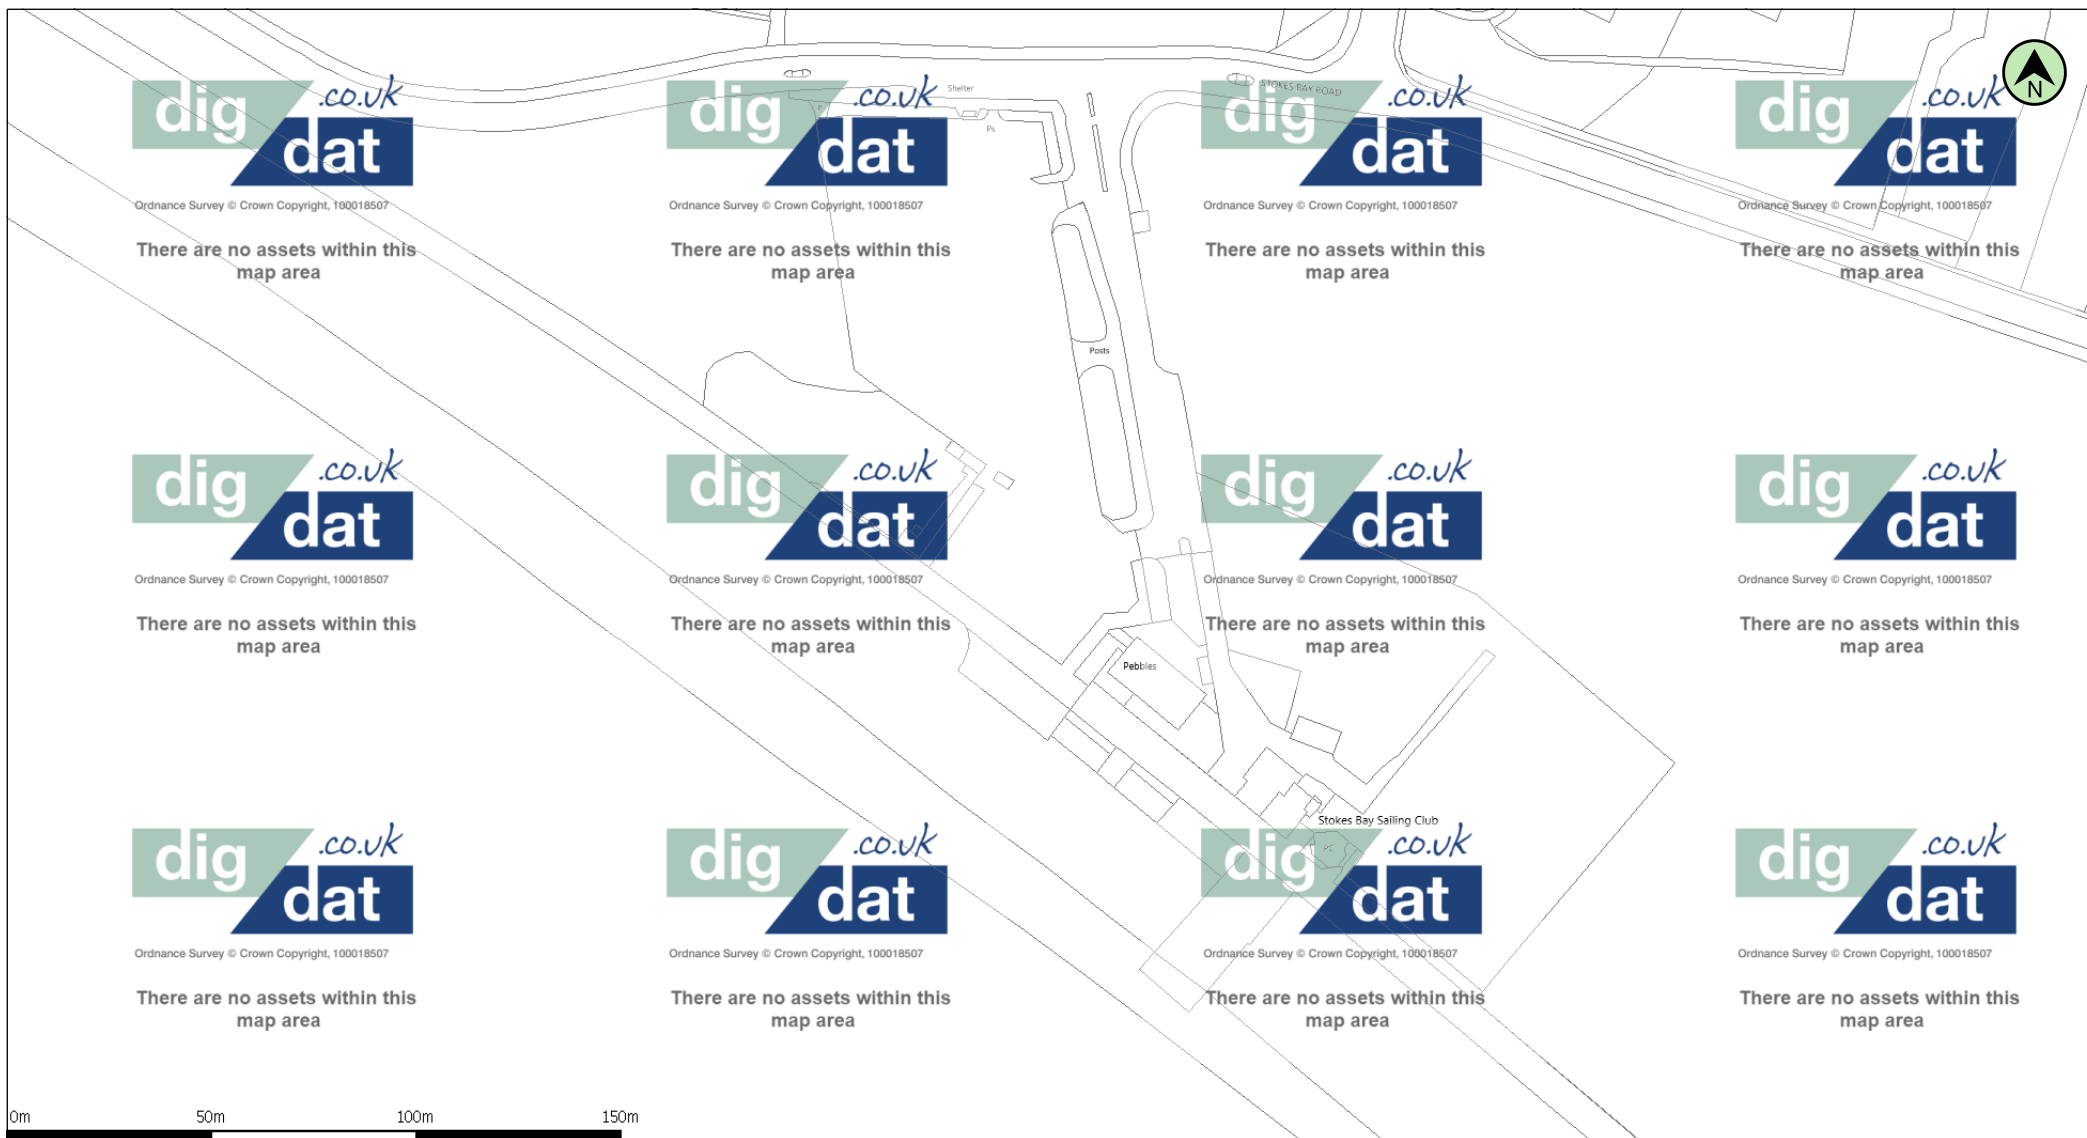 N
Shelter
STOKES BAY ROAD
P
Ps
dig .co.uk
dat
Ordnance Survey © Crown Copyright, 100018507
There are no assets within this
map area
dig .co.uk
dat
Ordnance Survey © Crown Copyright, 100018507
There are no assets within this
map area
dig .co.uk
dat
Ordnance Survey © Crown Copyright, 100018507
There are no assets within this
map area
dig .co.uk
dat
Ordnance Survey © Crown Copyright, 100018507
There are no assets within this
map area
Posts
dig .co.uk
dat
Ordnance Survey © Crown Copyright, 100018507
There are no assets within this
map area
dig .co.uk
dat
Ordnance Survey © Crown Copyright, 100018507
There are no assets within this
map area
dig .co.uk
dat
Ordnance Survey © Crown Copyright, 100018507
There are no assets within this
map area
dig .co.uk
dat
Ordnance Survey © Crown Copyright, 100018507
There are no assets within this
map area
Pebbles
Stokes Bay Sailing Club
PC
dig .co.uk
dat
Ordnance Survey © Crown Copyright, 100018507
There are no assets within this
map area
dig .co.uk
dat
Ordnance Survey © Crown Copyright, 100018507
There are no assets within this
map area
dig .co.uk
dat
Ordnance Survey © Crown Copyright, 100018507
There are no assets within this
map area
dig .co.uk
dat
Ordnance Survey © Crown Copyright, 100018507
There are no assets within this
map area
0m 50m 100m 150m